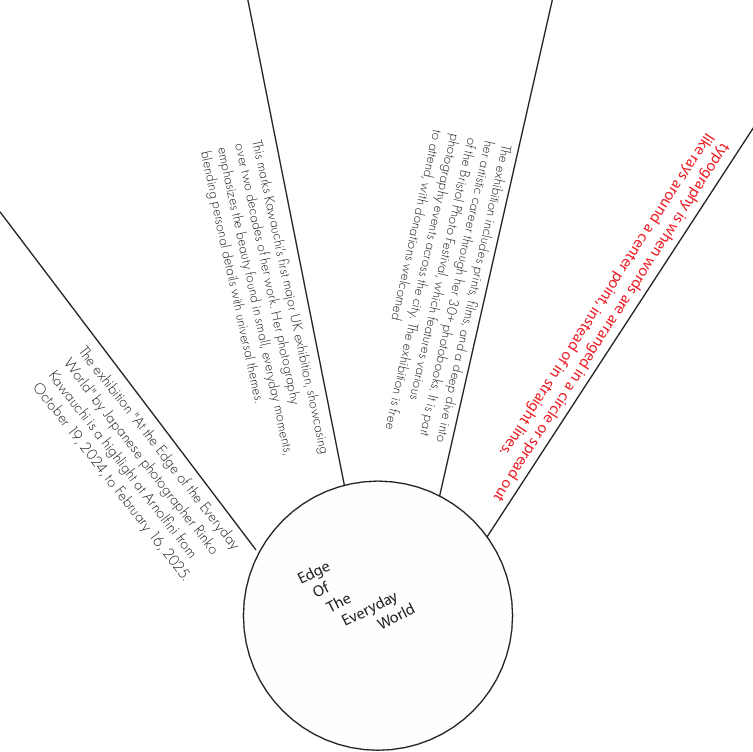 The exhibition "At the Edge of the Everyday
World" by Japanese photographer Rinko
Kawauchi is a highlight at Arnolfini from
October 19, 2024, to February 16, 2025.
This marks Kawauchi's first major UK exhibition, showcasing
over two decades of her work. Her photography
emphasizes the beauty found in small, everyday moments,
blending personal details with universal themes.
The exhibition includes prints, films, and a deep dive into
her artistic career through her 30+ photobooks. It is part
of the Bristol Photo Festival, which features various
photography events across the city. The exhibition is free
to attend, with donations welcomed
typography is when words are arranged in a circle or spread out
like rays around a center point, instead of in straight lines.
Edge
Of
The
Everyday
World